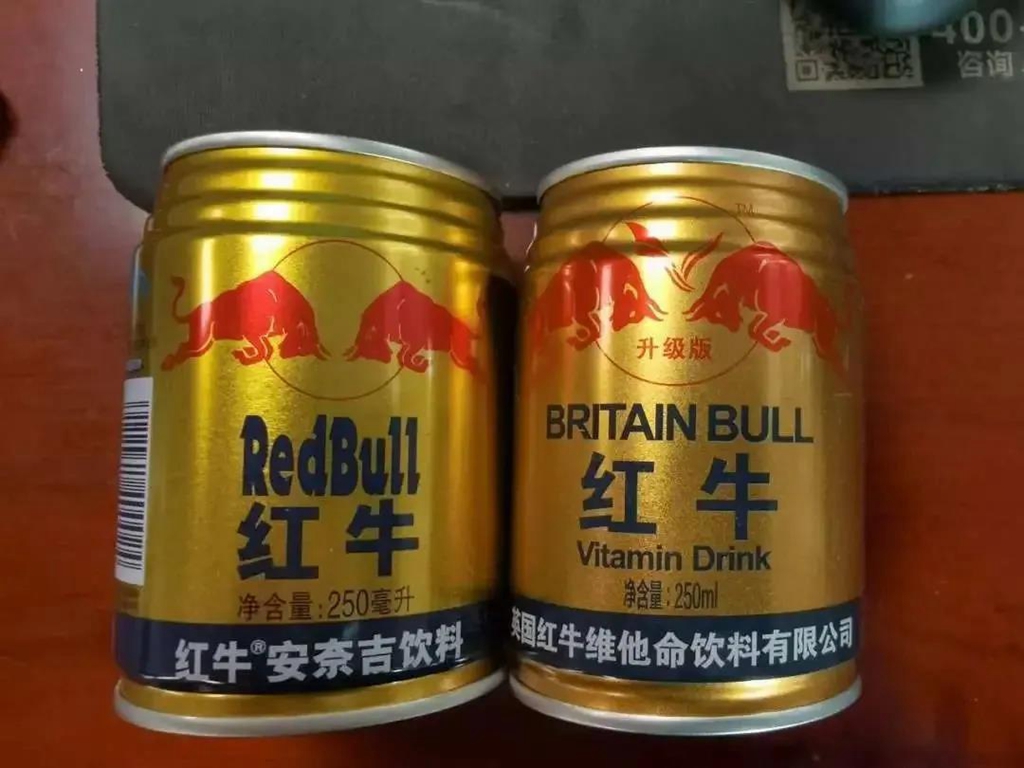 400-
咨询
RedBull
红牛
净含量:250毫升
红牛®安奈吉饮料
TM
升级版
BRITAIN BULL
红牛
Vitamin Drink
净含量:250ml
英国红牛维他命饮料有限公司